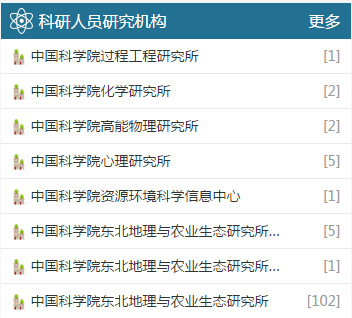 科研人员研究机构 更多
中国科学院过程工程研究所 [1]
中国科学院化学研究所 [2]
中国科学院高能物理研究所 [2]
中国科学院心理研究所 [5]
中国科学院资源环境科学信息中心 [1]
中国科学院东北地理与农业生态研究所... [5]
中国科学院东北地理与农业生态研究所... [1]
中国科学院东北地理与农业生态研究所 [102]